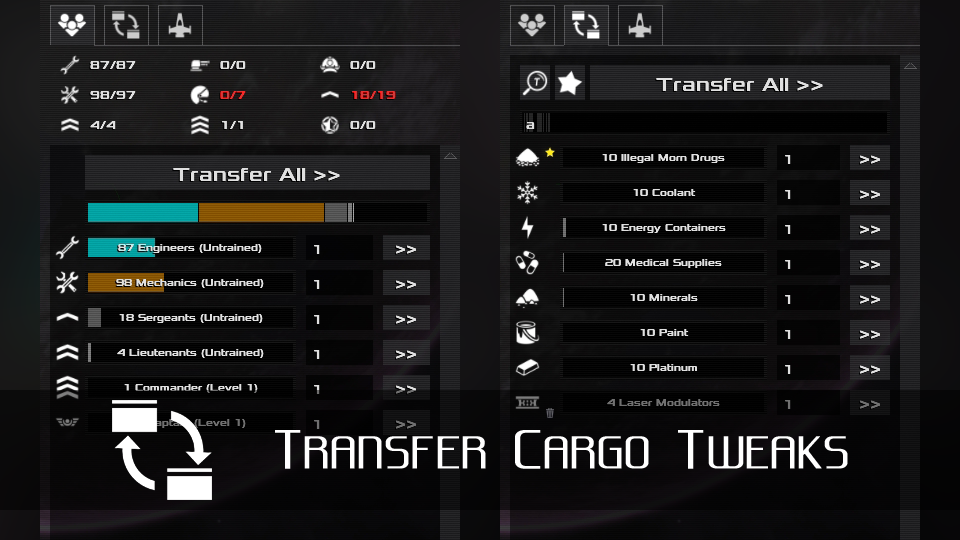 87/87 0/0 0/0
98/97 0/7 18/19
4/4 1/1 0/0
Transfer All >>
87 Engineers (Untrained) 1 >>
98 Mechanics (Untrained) 1 >>
18 Sergeants (Untrained) 1 >>
4 Lieutenants (Untrained) 1 >>
1 Commander (Level 1) 1 >>
(Level 1) 1 >>
T Transfer All >>
a
10 Illegal Morn Drugs 1 >>
10 Coolant 1 >>
10 Energy Containers 1 >>
20 Medical Supplies 1 >>
10 Minerals 1 >>
10 Paint 1 >>
10 Platinum 1 >>
4 Laser Modulators 1 >>
Transfer Cargo Tweaks